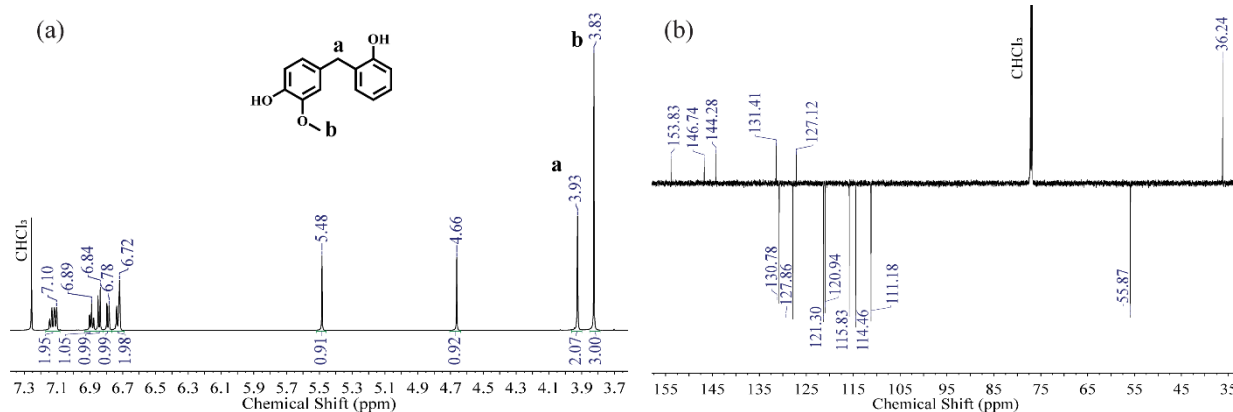 (a)
OH
a
HO
O
b
b
3.83
a
3.93
CHCl₃
7.10
6.89
6.84
6.78
6.72
5.48
4.66
1.95
1.05
0.99
0.99
1.98
0.91
0.92
2.07
3.00
7.3 7.1 6.9 6.7 6.5 6.3 6.1 5.9 5.7 5.5 5.3 5.1 4.9 4.7 4.5 4.3 4.1 3.9 3.7
Chemical Shift (ppm)
(b)
153.83
146.74
144.28
131.41
127.12
CHCl₃
36.24
130.78
127.86
121.30
120.94
115.83
114.46
111.18
55.87
155 145 135 125 115 105 95 85 75 65 55 45 35
Chemical Shift (ppm)